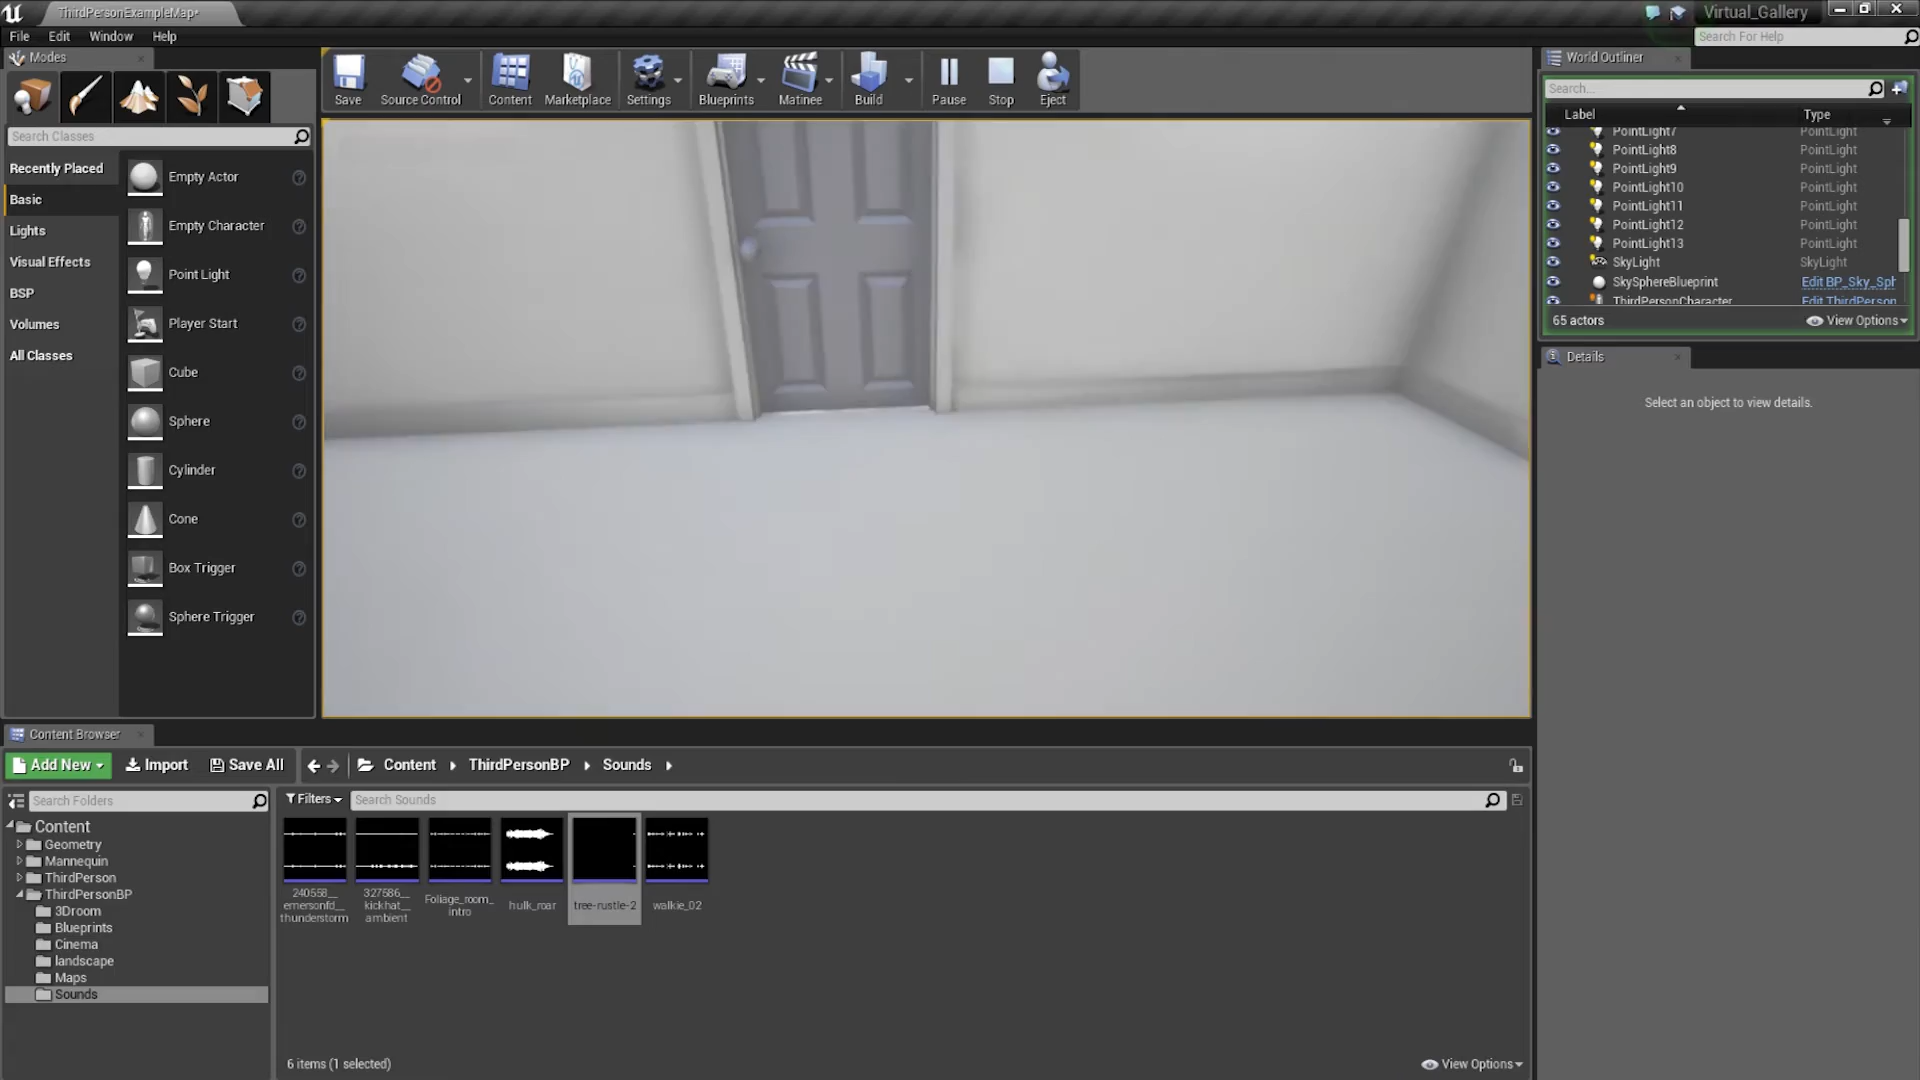 ThirdPersonExampleMap*
Virtual_Gallery
File Edit Window Help
Search For Help
Modes
Search Classes
Recently Placed
Basic
Lights
Visual Effects
BSP
Volumes
All Classes
Empty Actor
Empty Character
Point Light
Player Start
Cube
Sphere
Cylinder
Cone
Box Trigger
Sphere Trigger
Save
Source Control
Content
Marketplace
Settings
Blueprints
Matinee
Build
Pause
Stop
Eject
World Outliner
Search...
Label Type
PointLight7 PointLight
PointLight8 PointLight
PointLight9 PointLight
PointLight10 PointLight
PointLight11 PointLight
PointLight12 PointLight
PointLight13 PointLight
SkyLight SkyLight
SkySphereBlueprint Edit BP_Sky_Sph
ThirdPersonCharacter Edit ThirdPerson
65 actors View Options
Details
Select an object to view details.
Content Browser
Add New Import Save All Content ThirdPersonBP Sounds
Search Folders
Content
Geometry
Mannequin
ThirdPerson
ThirdPersonBP
3Droom
Blueprints
Cinema
landscape
Maps
Sounds
Filters Search Sounds
240558__
emersonfd__
thunderstorm
327586__
kickhat__
ambient
Foliage_room_
intro
hulk_roar
tree-rustle-2
walkie_02
6 items (1 selected)
View Options